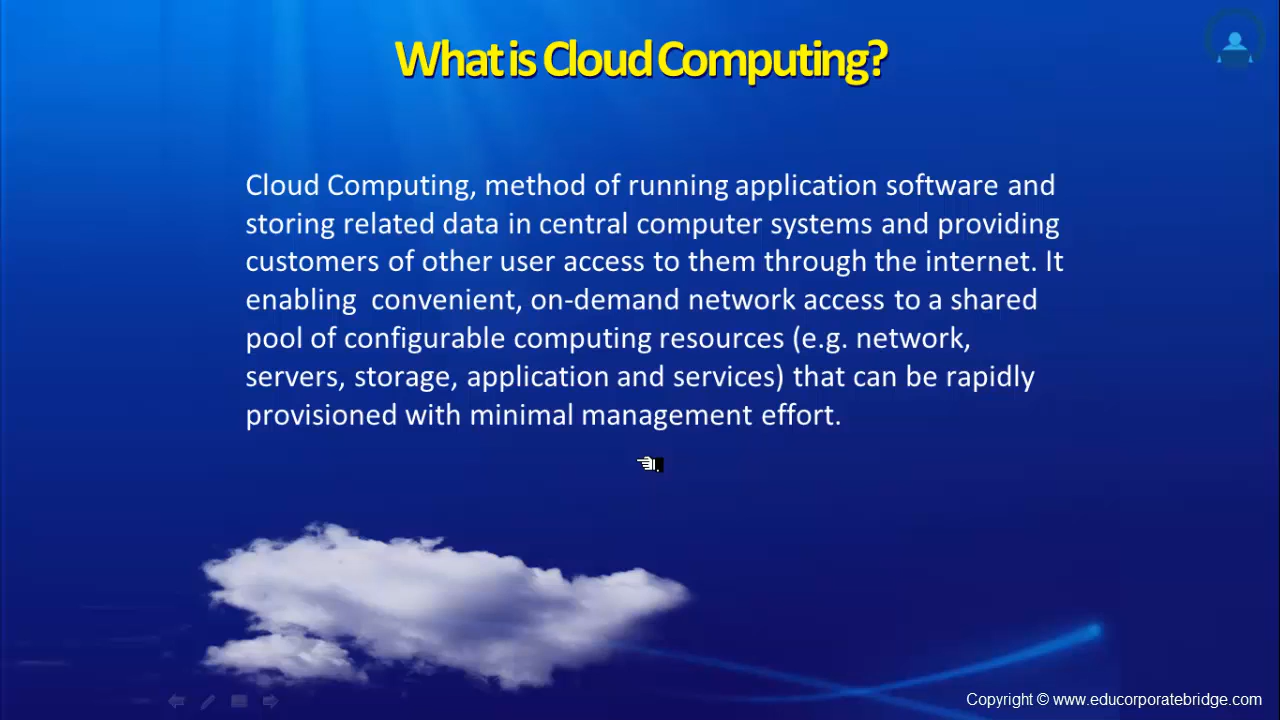 What is Cloud Computing?
Cloud Computing, method of running application software and
storing related data in central computer systems and providing
customers of other user access to them through the internet. It
enabling convenient, on-demand network access to a shared
pool of configurable computing resources (e.g. network,
servers, storage, application and services) that can be rapidly
provisioned with minimal management effort.
Copyright © www.educorporatebridge.com